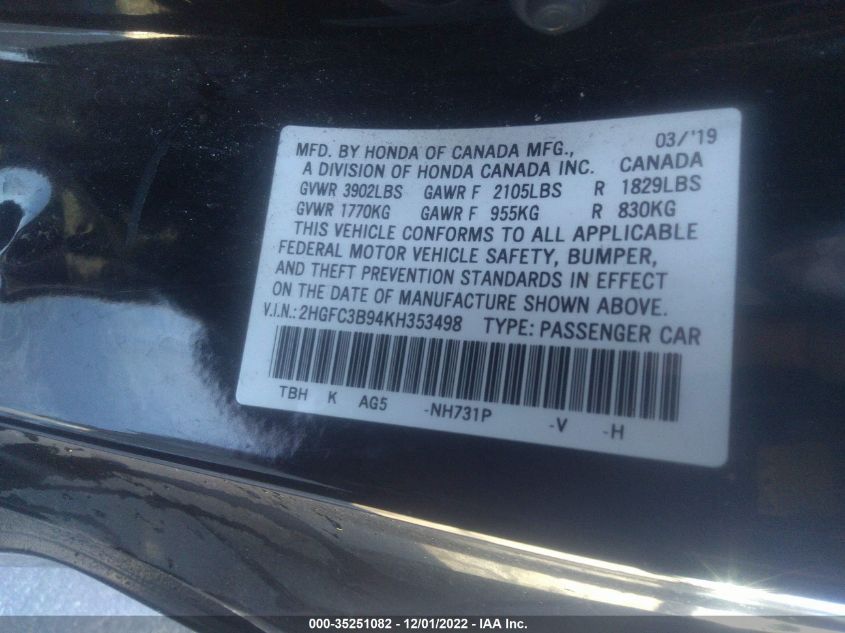 03/'19
MFD. BY HONDA OF CANADA MFG.,
A DIVISION OF HONDA CANADA INC. CANADA
GVWR 3902LBS GAWR F 2105LBS R 1829LBS
GVWR 1770KG GAWR F 955KG R 830KG
THIS VEHICLE CONFORMS TO ALL APPLICABLE
FEDERAL MOTOR VEHICLE SAFETY, BUMPER,
AND THEFT PREVENTION STANDARDS IN EFFECT
ON THE DATE OF MANUFACTURE SHOWN ABOVE.
V.I.N.: 2HGFC3B94KH353498 TYPE: PASSENGER CAR
TBH K AG5 -NH731P -V -H
000-35251082 - 12/01/2022 - IAA Inc.